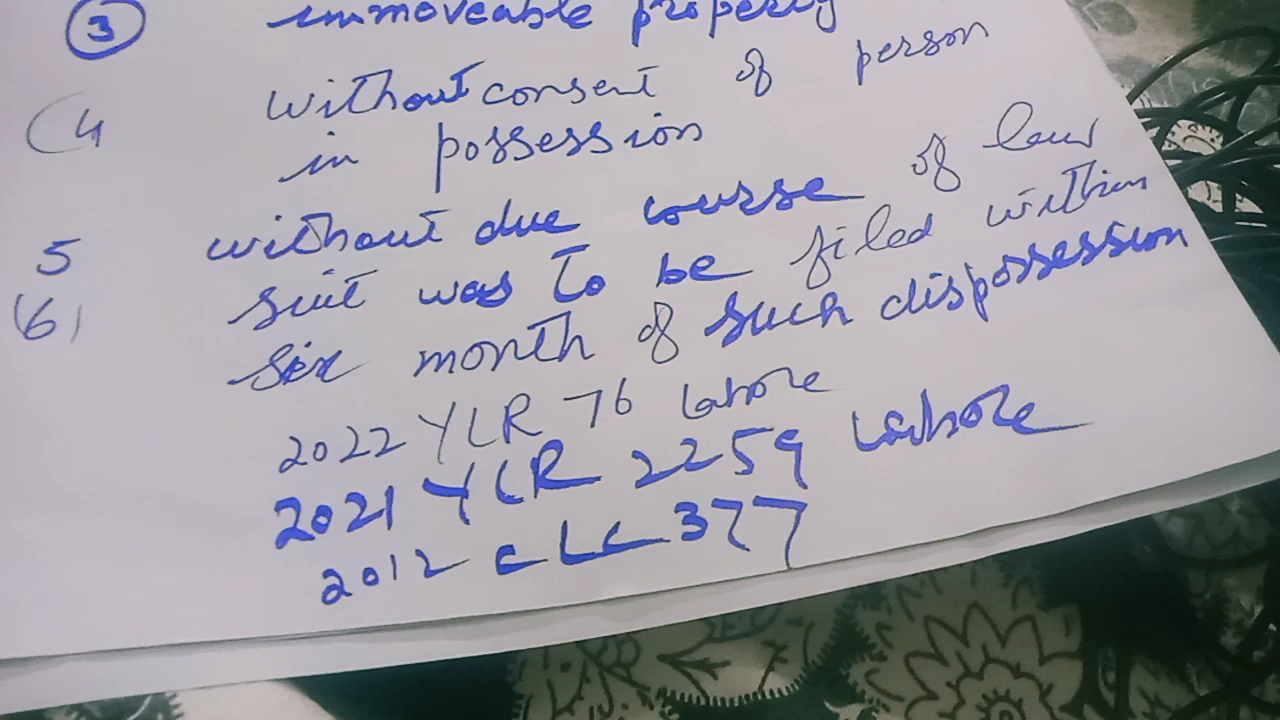 (3) immoveable property
(4 without consent of person
in possession
5 without due course of law
(6) suit was to be filed within
six month of such dispossession
2022 YLR 76 Lahore
2021 YLR 2259 Lahore
2012 CLC 377